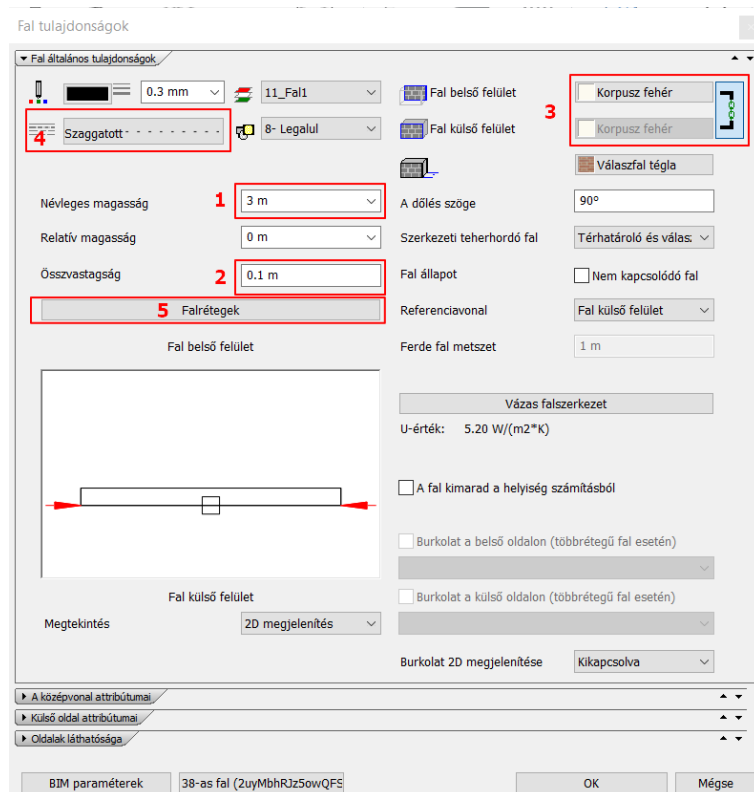 Fal tulajdonságok
Fal általános tulajdonságok
0.3 mm
11_Fal1
Fal belső felület
3
Korpusz fehér
4
Szaggatott
8- Legalul
Fal külső felület
Korpusz fehér
Válaszfal tégla
Névleges magasság
1
3 m
A dőlés szöge
90°
Relatív magasság
0 m
Szerkezeti teherhordó fal
Térhatároló és válasz
Összvastagság
2
0.1 m
Fal állapot
Nem kapcsolódó fal
5
Falrétegek
Referenciavonal
Fal külső felület
Fal belső felület
Ferde fal metszet
1 m
Vázas falszerkezet
U-érték:
5.20 W/(m2*K)
A fal kimarad a helyiség számításból
Burkolat a belső oldalon (többrétegű fal esetén)
Fal külső felület
Burkolat a külső oldalon (többrétegű fal esetén)
Megtekintés
2D megjelenítés
Burkolat 2D megjelenítése
Kikapcsolva
A középvonal attribútumai
Külső oldal attribútumai
Oldalak láthatósága
BIM paraméterek
38-as fal (2uyMbhRJz5owQFS
OK
Mégse